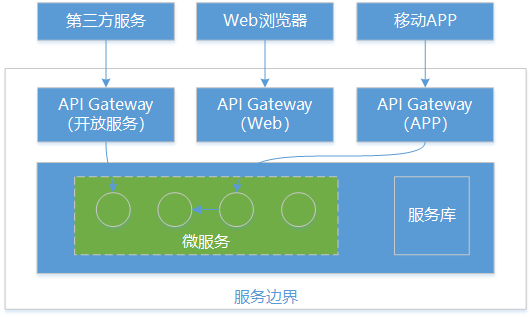 第三方服务
Web浏览器
移动APP
API Gateway
（开放服务）
API Gateway
（Web）
API Gateway
（APP）
微服务
服务库
服务边界